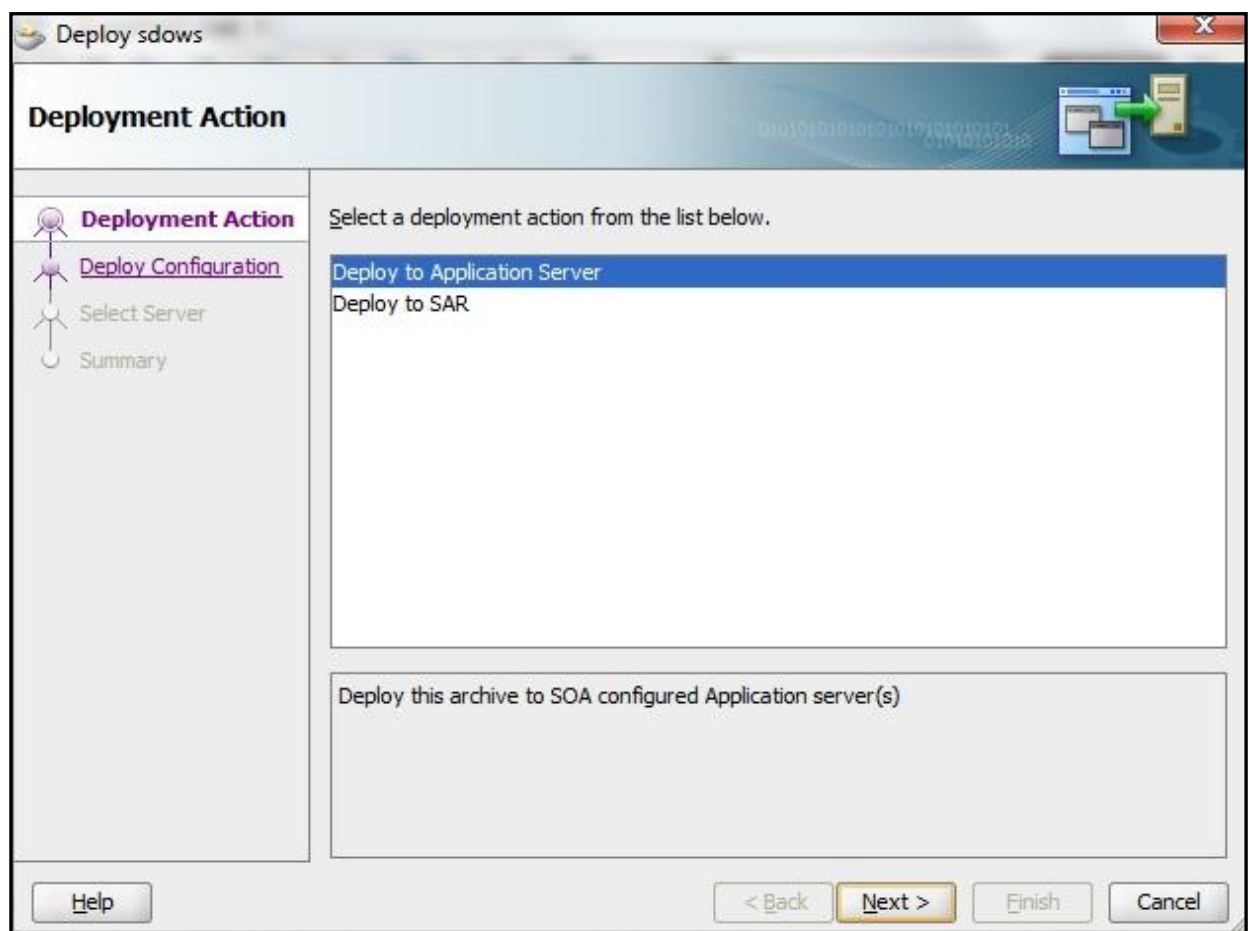 Deploy sdows
Deployment Action
Deployment Action
Deploy Configuration
Select Server
Summary
Select a deployment action from the list below.
Deploy to Application Server
Deploy to SAR
Deploy this archive to SOA configured Application server(s)
Help
< Back
Next >
Finish
Cancel